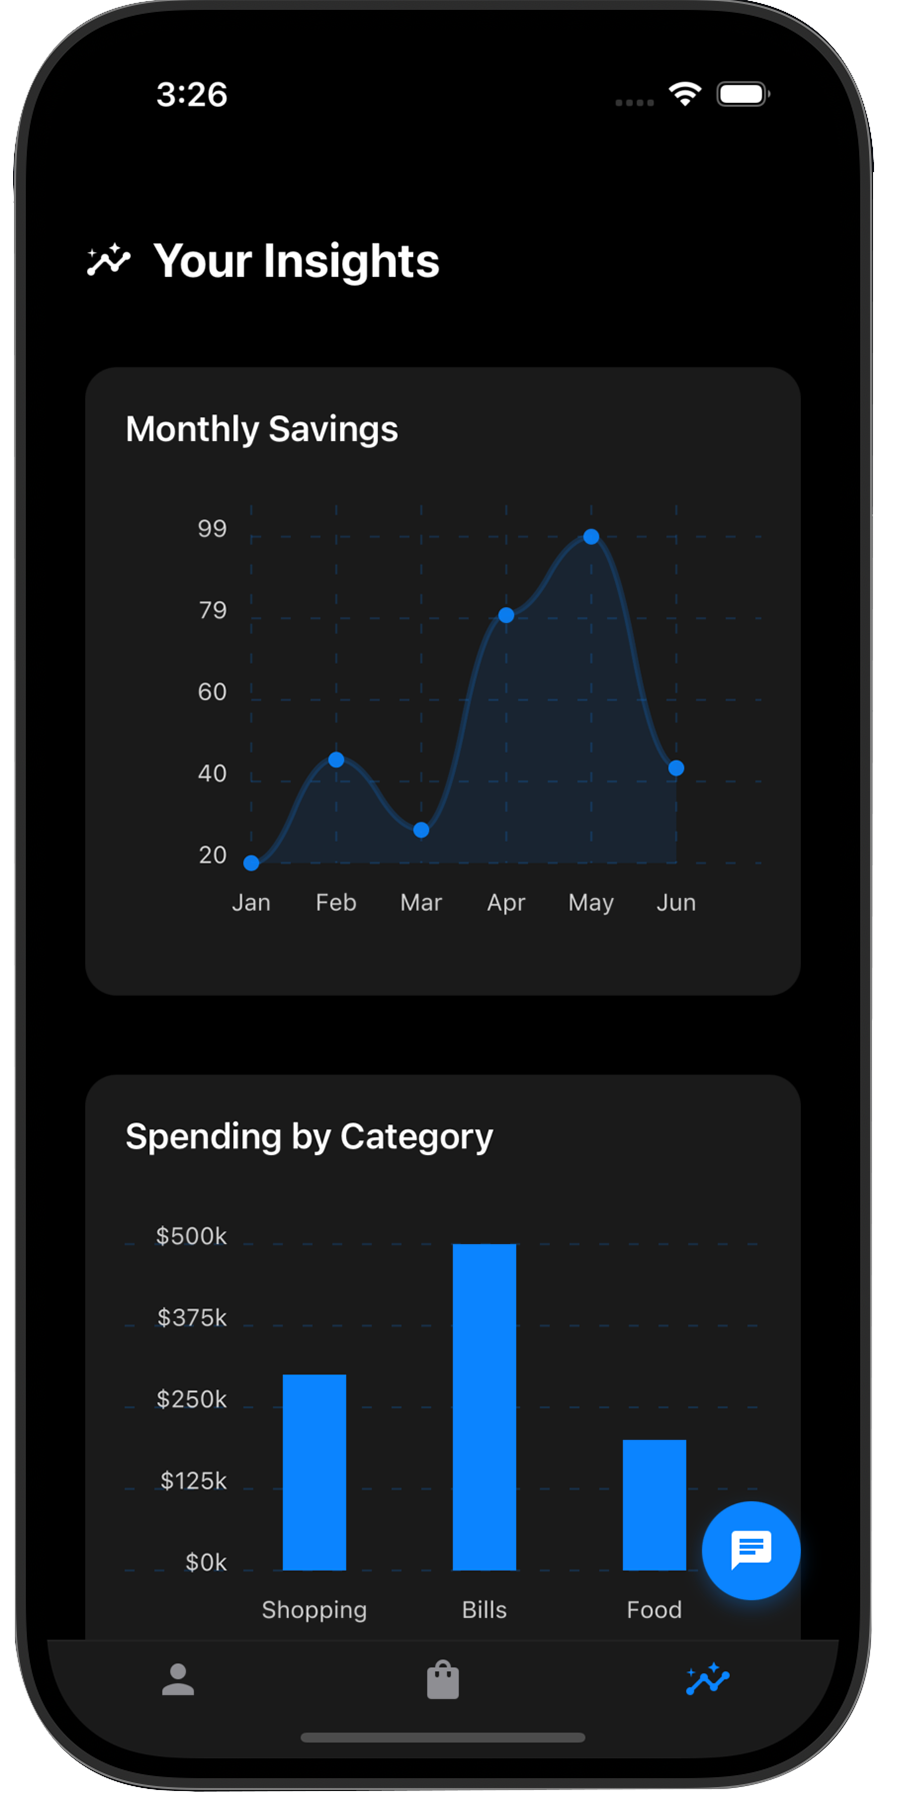 3:26
Your Insights
Monthly Savings
99
79
60
40
20
Jan Feb Mar Apr May Jun
Spending by Category
$500k
$375k
$250k
$125k
$0k
Shopping Bills Food